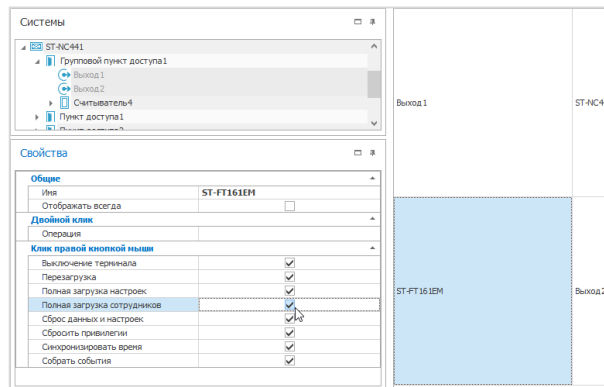 Системы
ST-NC441
Групповой пункт доступа1
Выход1
Выход2
Считыватель4
Пункт доступа1
Пункт доступа2
Свойства
Общие
Имя ST-FT161EM
Отображать всегда
Двойной клик
Операция
Клик правой кнопкой мыши
Выключение терминала
Перезагрузка
Полная загрузка настроек
Полная загрузка сотрудников
Сброс данных и настроек
Сбросить привилегии
Синхронизировать время
Собрать события
Выход1 ST-NC4
ST-FT161EM Выход2